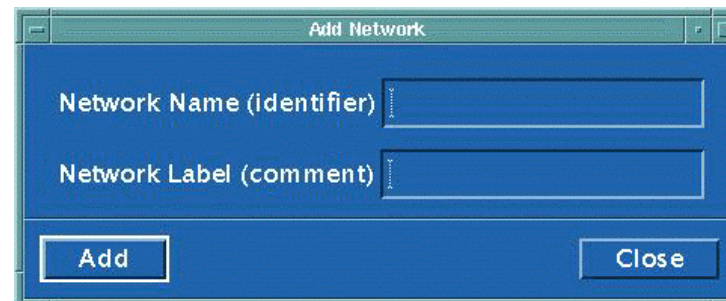 Add Network
Network Name (identifier)
Network Label (comment)
Add Close